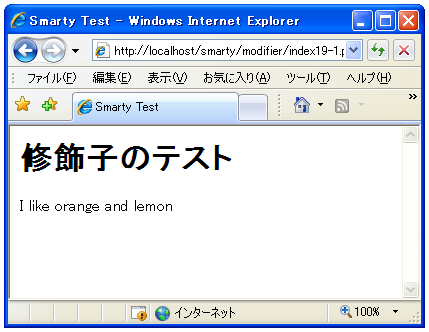 Smarty Test - Windows Internet Explorer
http://localhost/smarty/modifier/index19-1.p
ファイル(F) 編集(E) 表示(V) お気に入り(A) ツール(T) ヘルプ(H)
Smarty Test
修飾子のテスト
I like orange and lemon
インターネット 100%